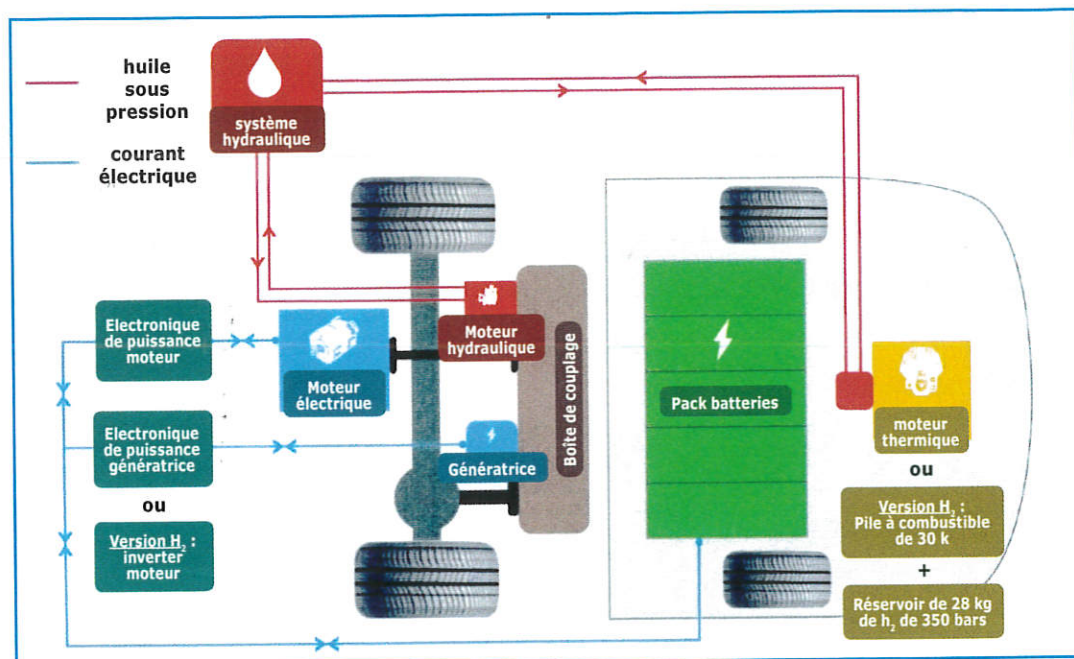 huile
sous
pression
courant
électrique
système
hydraulique
Electronique
de puissance
moteur
Electronique
de puissance
génératrice
ou
Version H₂ :
inverter
moteur
Moteur
électrique
Moteur
hydraulique
Génératrice
Boîte de couplage
Pack batteries
moteur
thermique
ou
Version H₂ :
Pile à combustible
de 30 k
+
Réservoir de 28 kg
de h₂ de 350 bars